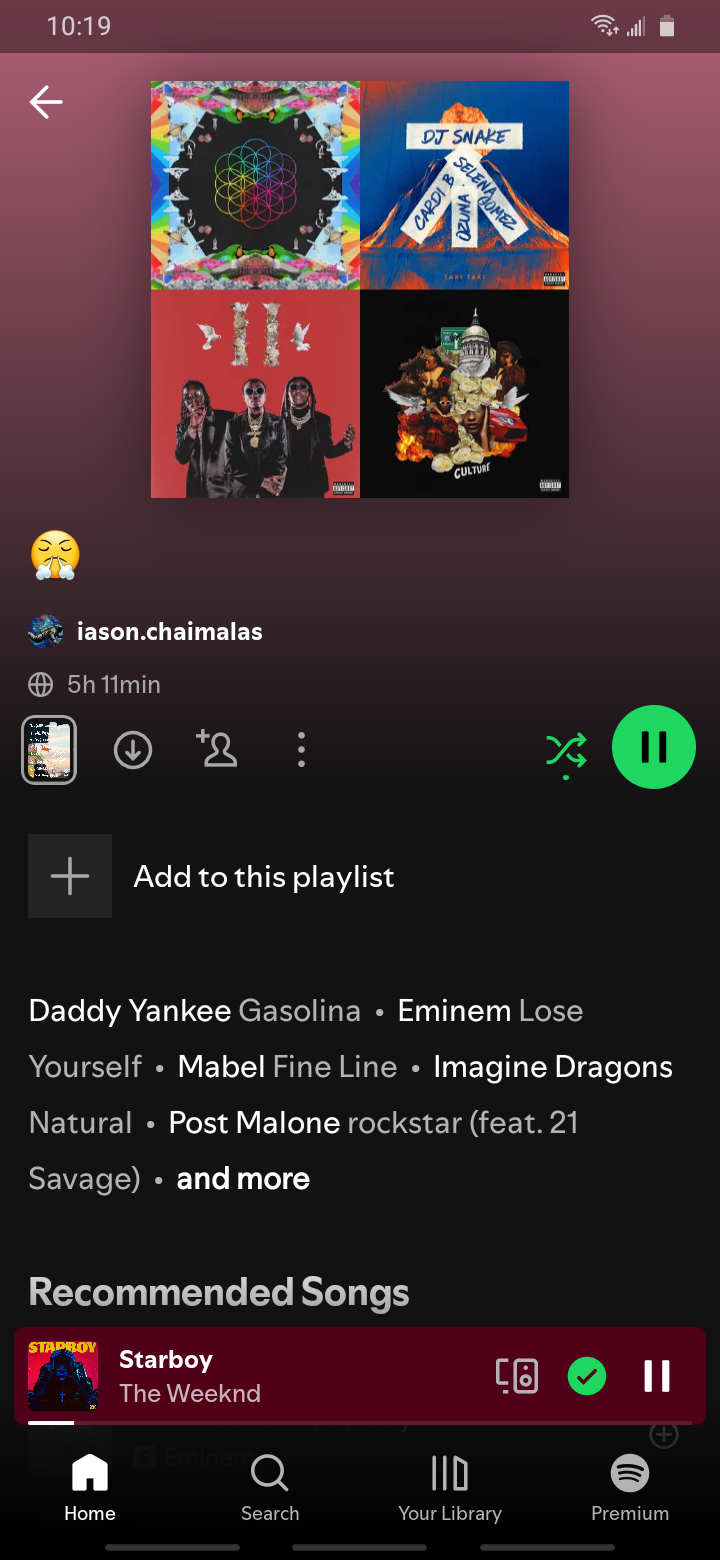 10:19
DJ SNAKE
SELENA GOMEZ
CARDI B
OZUNA
TAKI TAKI
CULTURE
iason.chaimalas
5h 11min
Add to this playlist
Daddy Yankee Gasolina • Eminem Lose
Yourself • Mabel Fine Line • Imagine Dragons
Natural • Post Malone rockstar (feat. 21
Savage) • and more
Recommended Songs
STARBOY
Starboy
The Weeknd
E Eminem
Home Search Your Library Premium